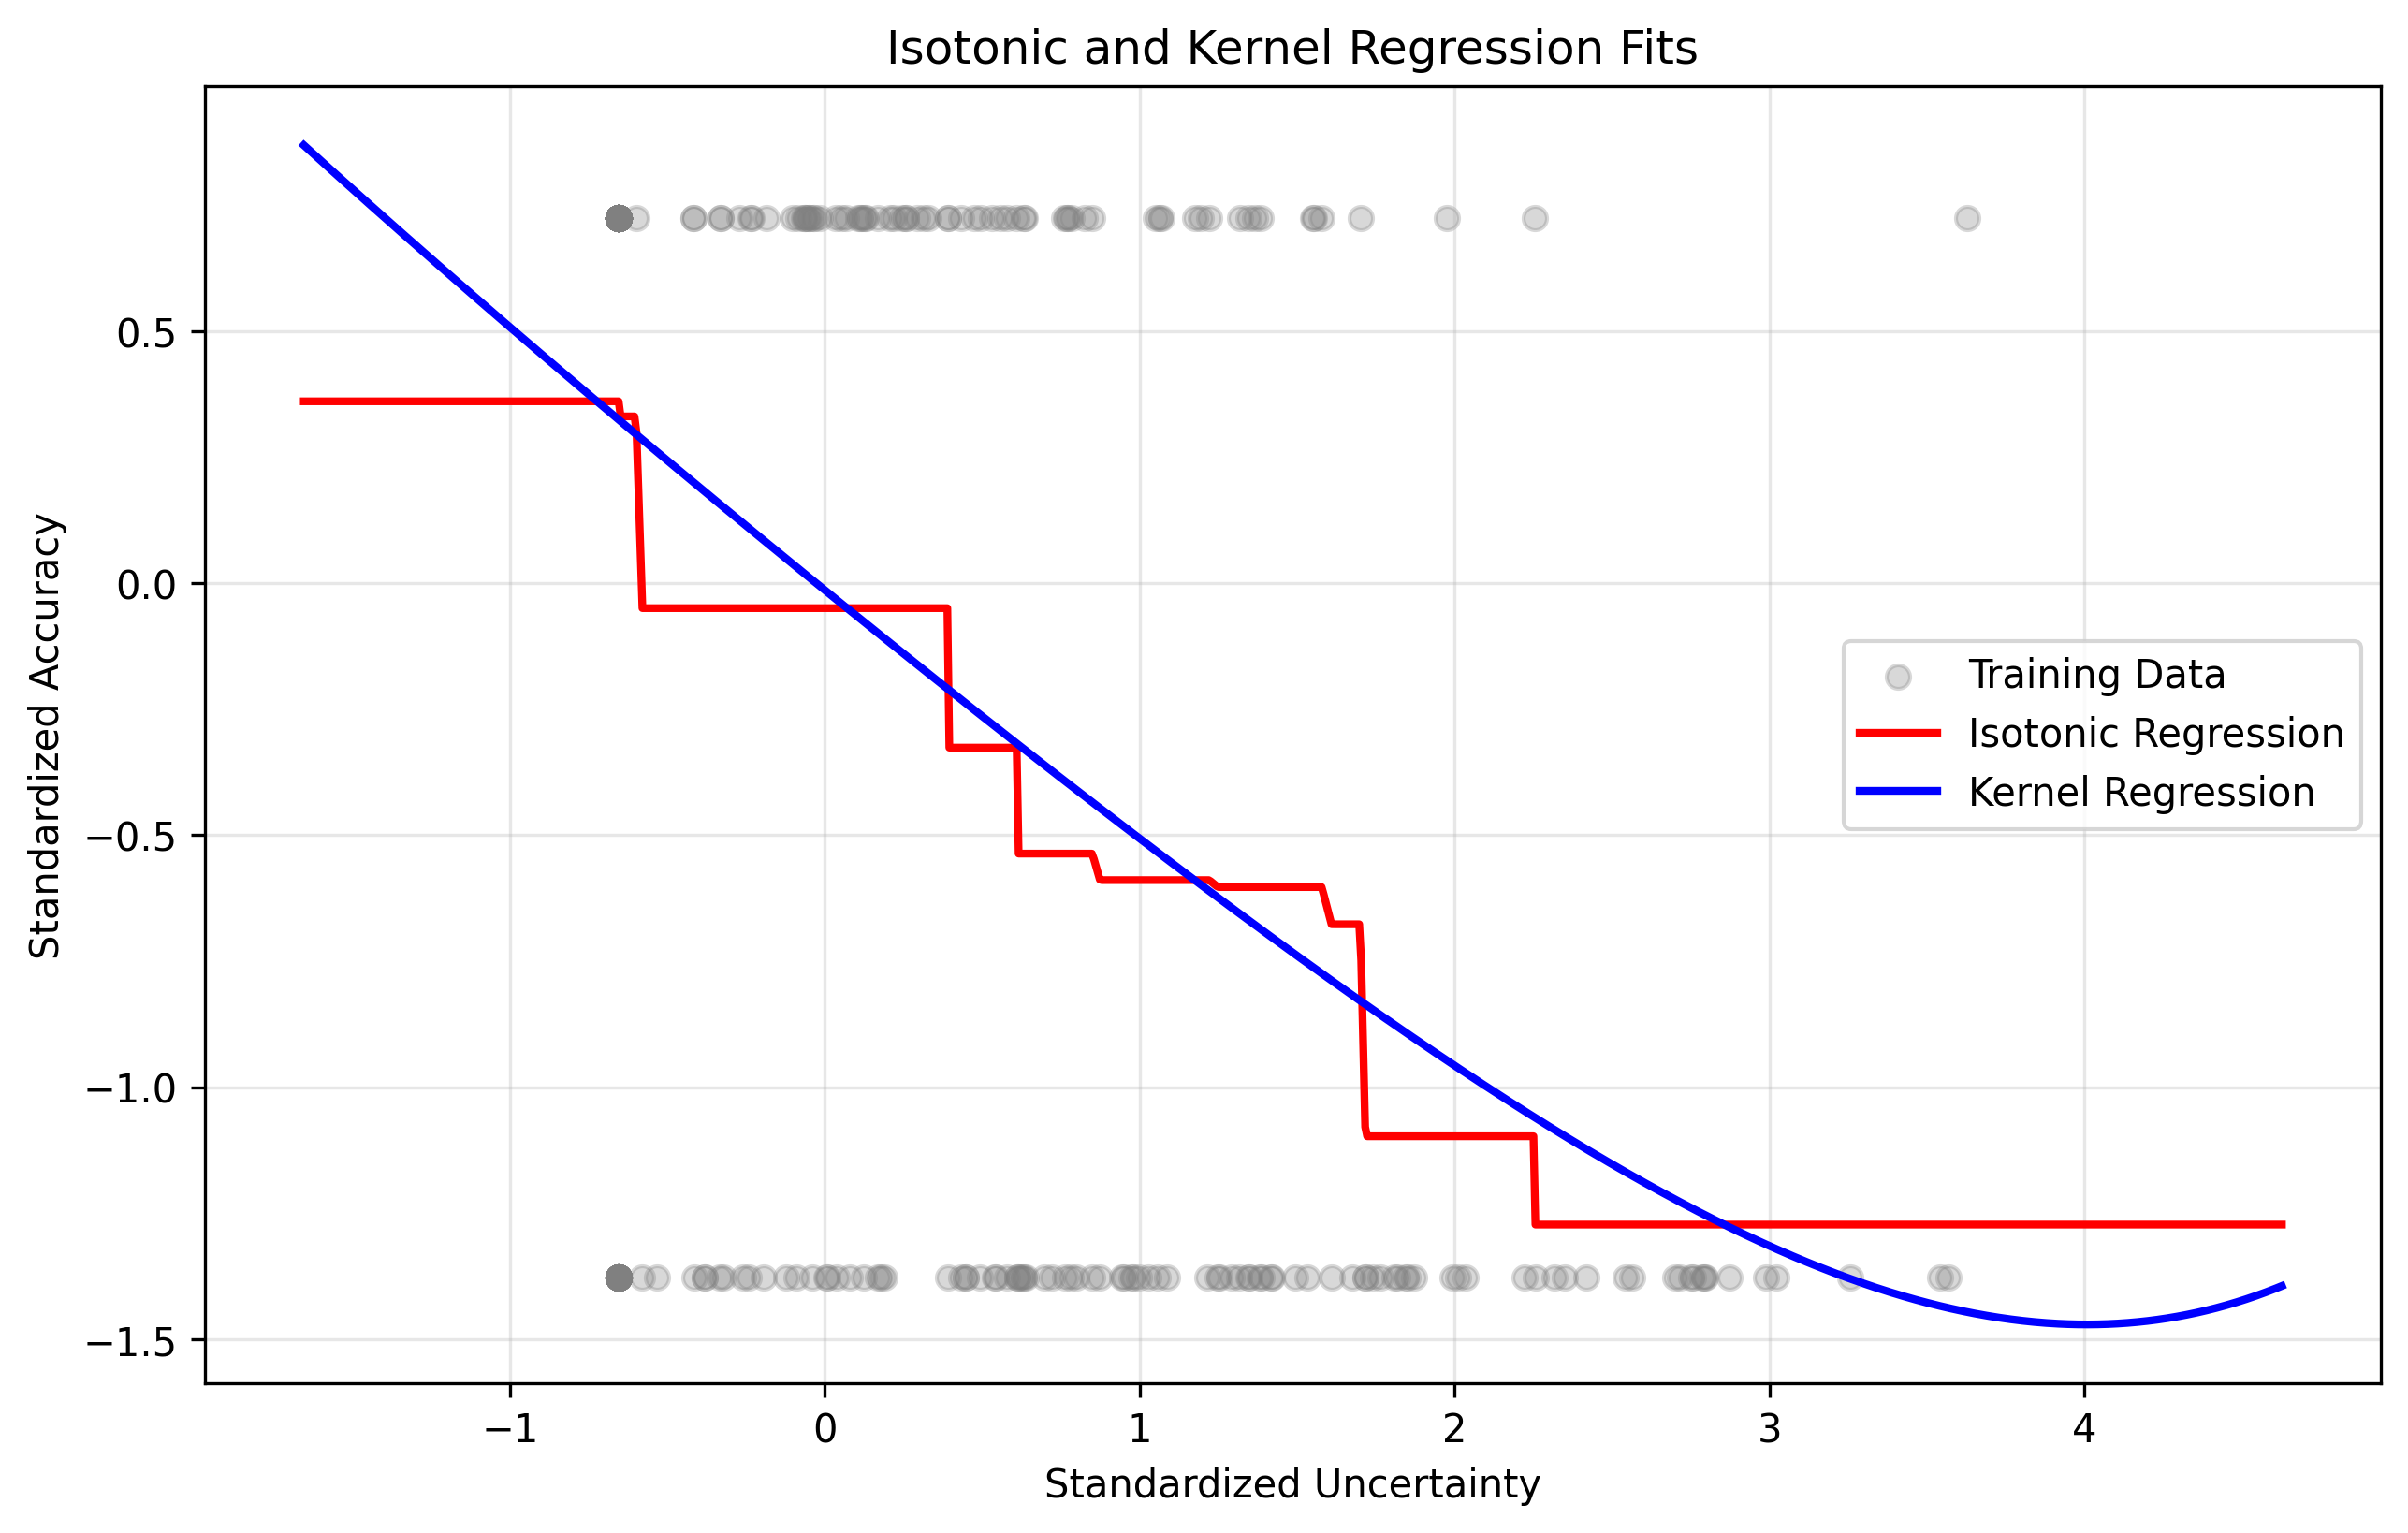 Isotonic and Kernel Regression Fits
Standardized Accuracy
0.5
0.0
−0.5
−1.0
−1.5
Training Data
Isotonic Regression
Kernel Regression
−1 0 1 2 3 4
Standardized Uncertainty